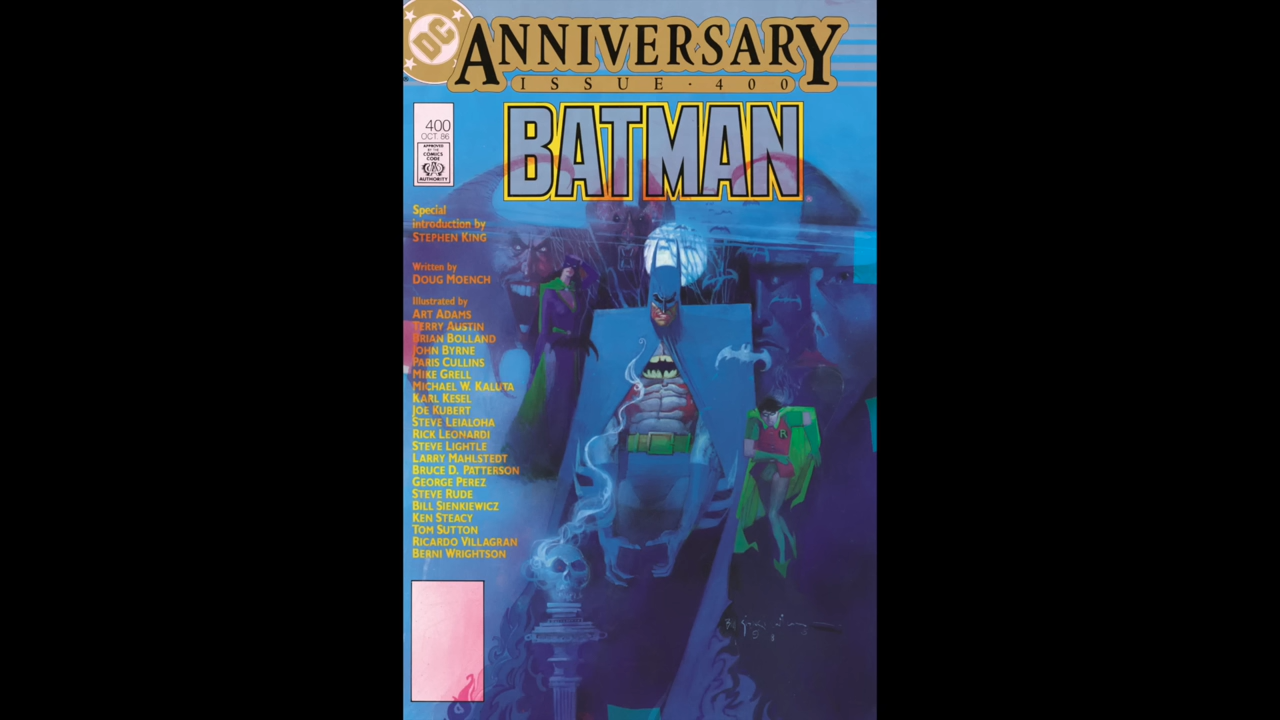 DC
ANNIVERSARY
ISSUE · 400
BATMAN
400
OCT. 86
APPROVED
BY THE
COMICS
CODE
AUTHORITY
Special
introduction by
STEPHEN KING
Written by
DOUG MOENCH
Illustrated by
ART ADAMS
TERRY AUSTIN
BRIAN BOLLAND
JOHN BYRNE
PARIS CULLINS
MIKE GRELL
MICHAEL W. KALUTA
KARL KESEL
JOE KUBERT
STEVE LEIALOHA
RICK LEONARDI
STEVE LIGHTLE
LARRY MAHLSTEDT
BRUCE D. PATTERSON
GEORGE PEREZ
STEVE RUDE
BILL SIENKIEWICZ
KEN STEACY
TOM SUTTON
RICARDO VILLAGRAN
BERNI WRIGHTSON
R